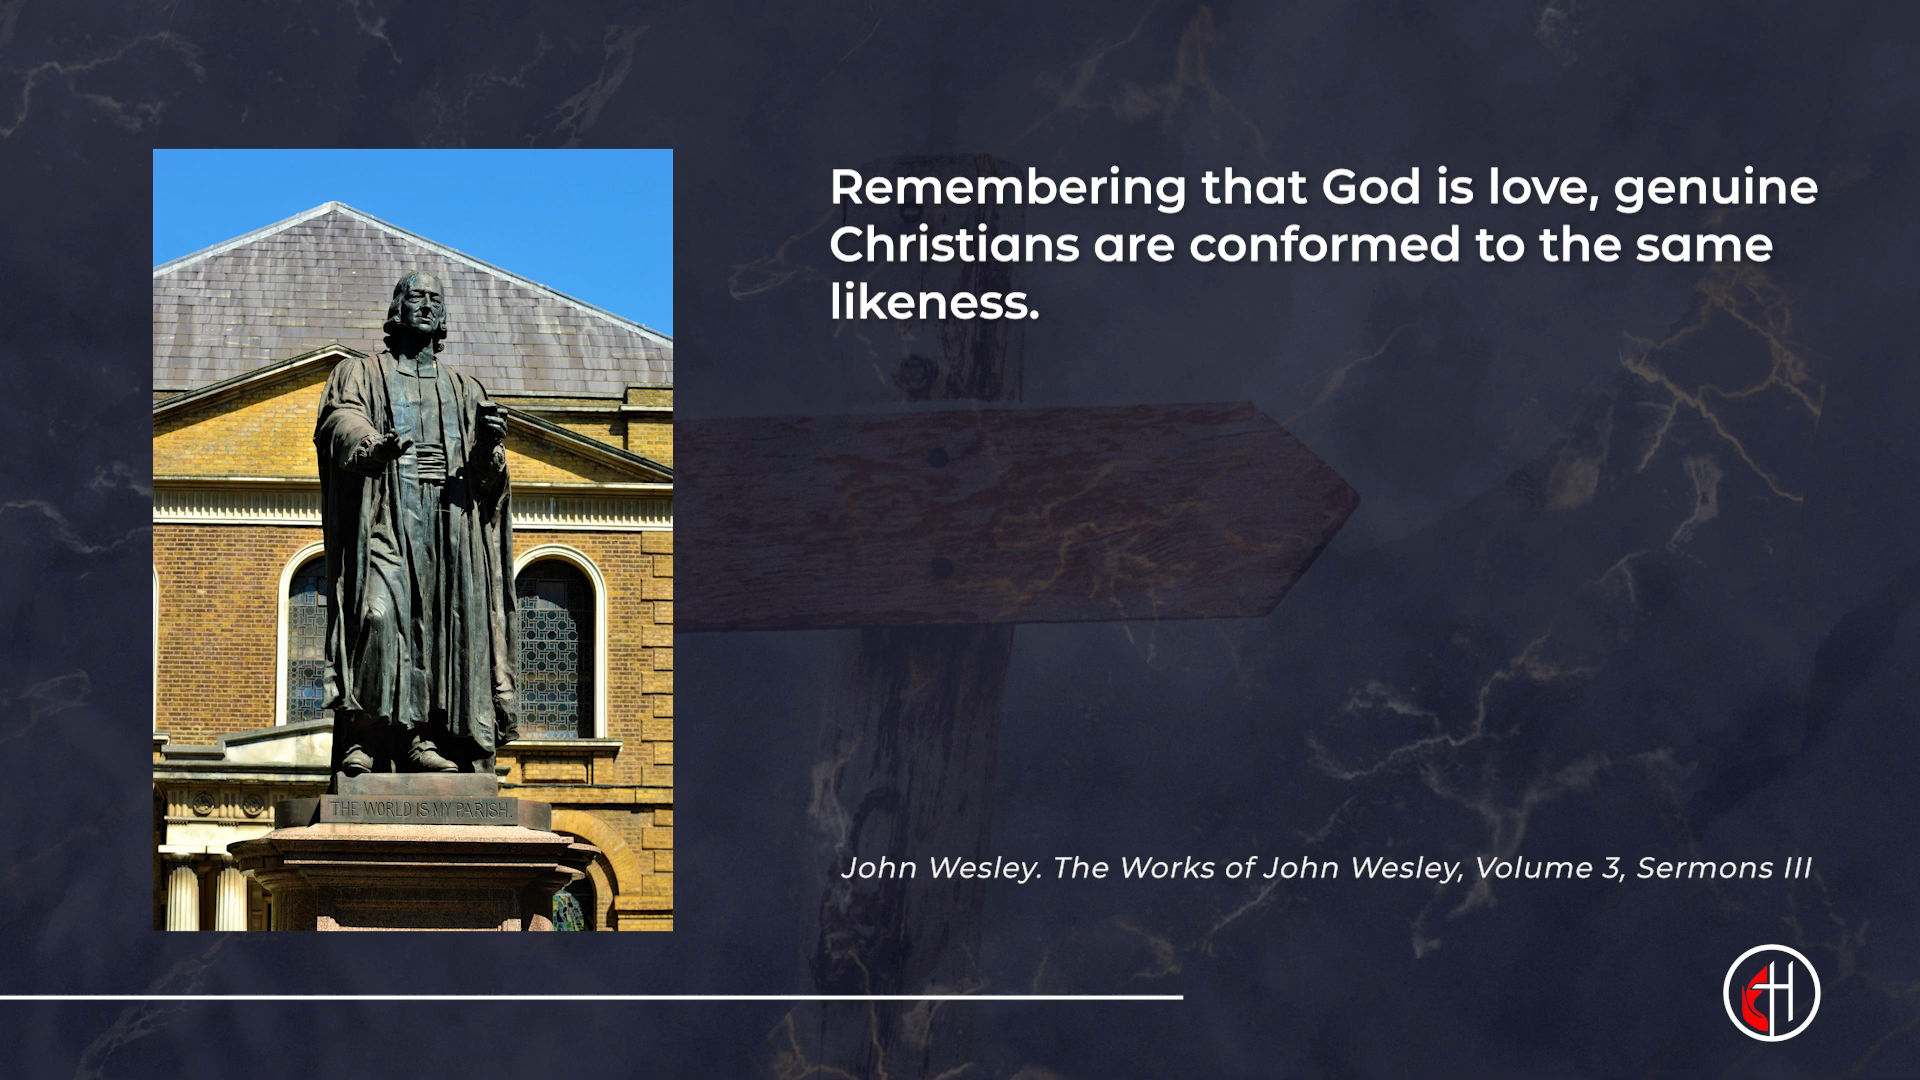 Remembering that God is love, genuine
Christians are conformed to the same
likeness.
THE WORLD IS MY PARISH.
John Wesley. The Works of John Wesley, Volume 3, Sermons III